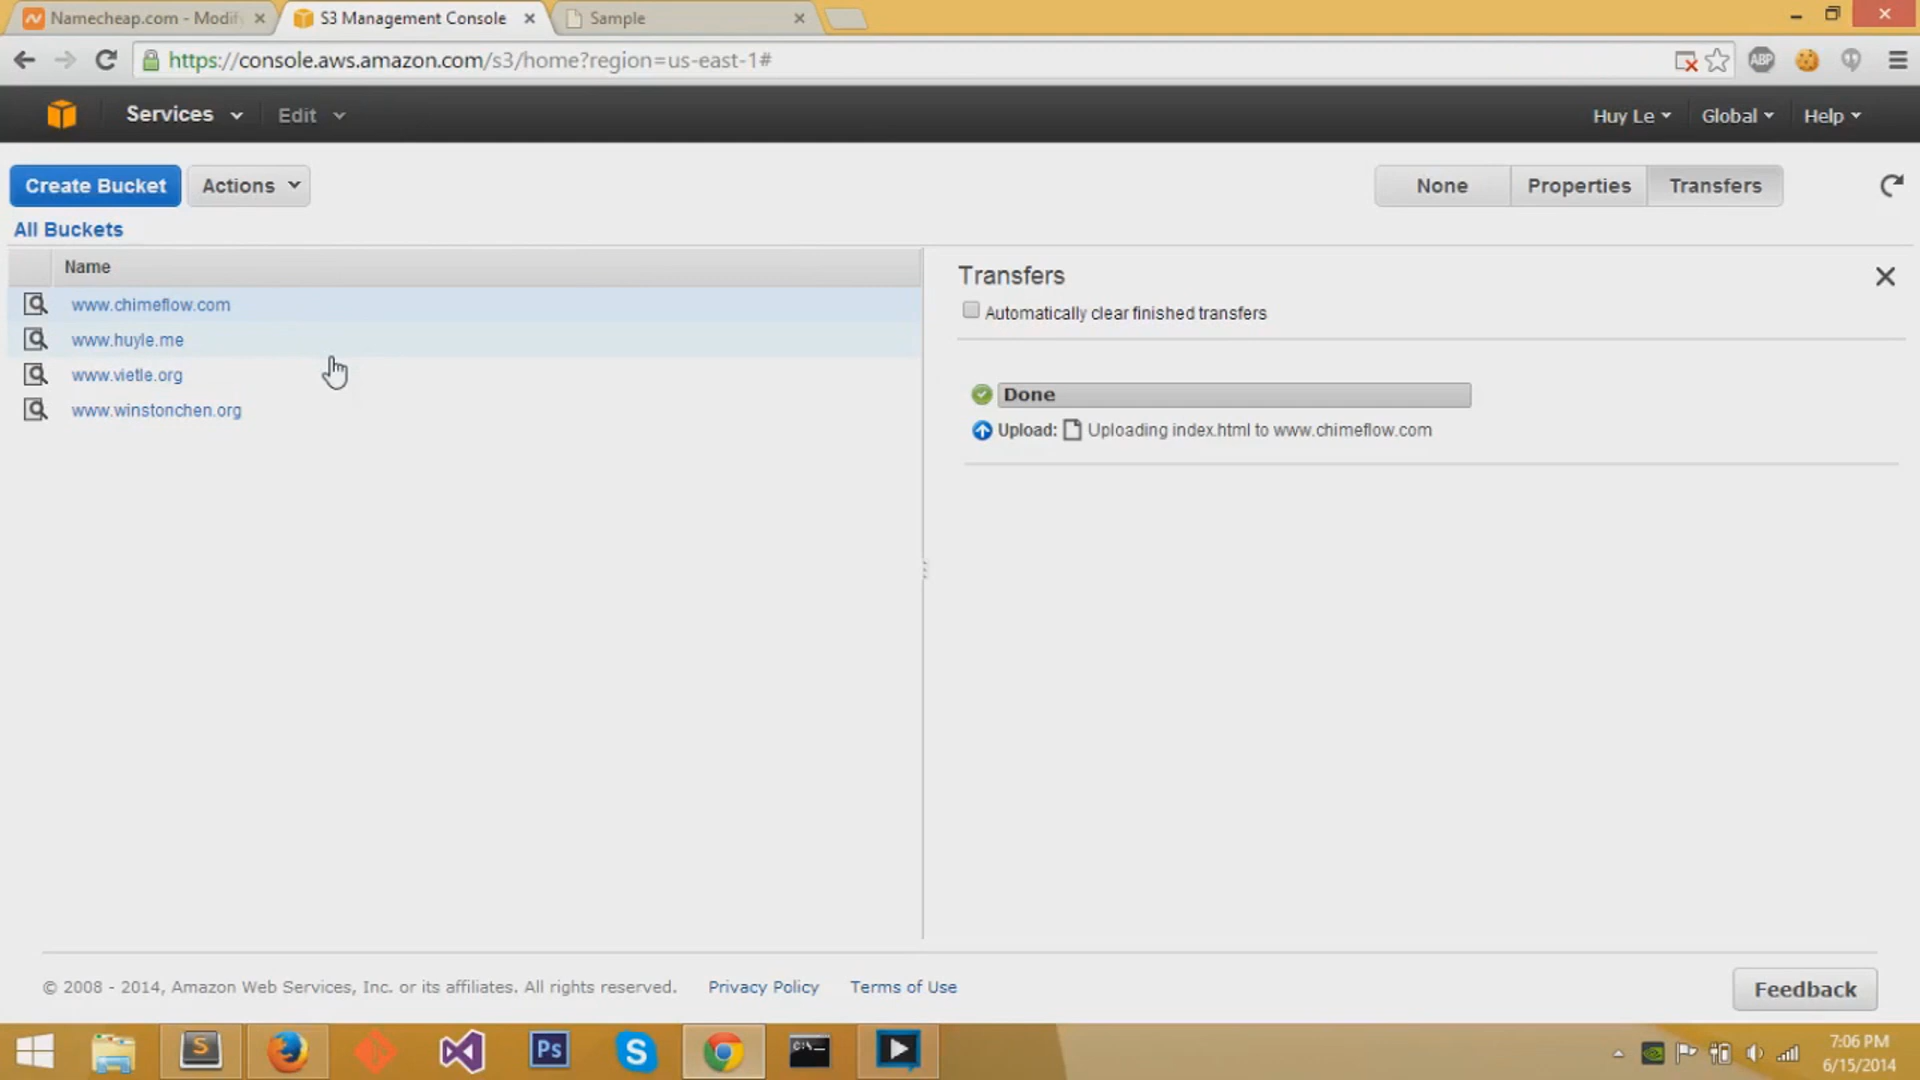 Namecheap.com - Modif
S3 Management Console
Sample
https://console.aws.amazon.com/s3/home?region=us-east-1#
ABP
Services
Edit
Huy Le
Global
Help
Create Bucket
Actions
None
Properties
Transfers
All Buckets
Name
www.chimeflow.com
www.huyle.me
www.vietle.org
www.winstonchen.org
Transfers
Automatically clear finished transfers
Done
Upload: Uploading index.html to www.chimeflow.com
© 2008 - 2014, Amazon Web Services, Inc. or its affiliates. All rights reserved.
Privacy Policy
Terms of Use
Feedback
S
Ps
S
C:\_
7:06 PM
6/15/2014